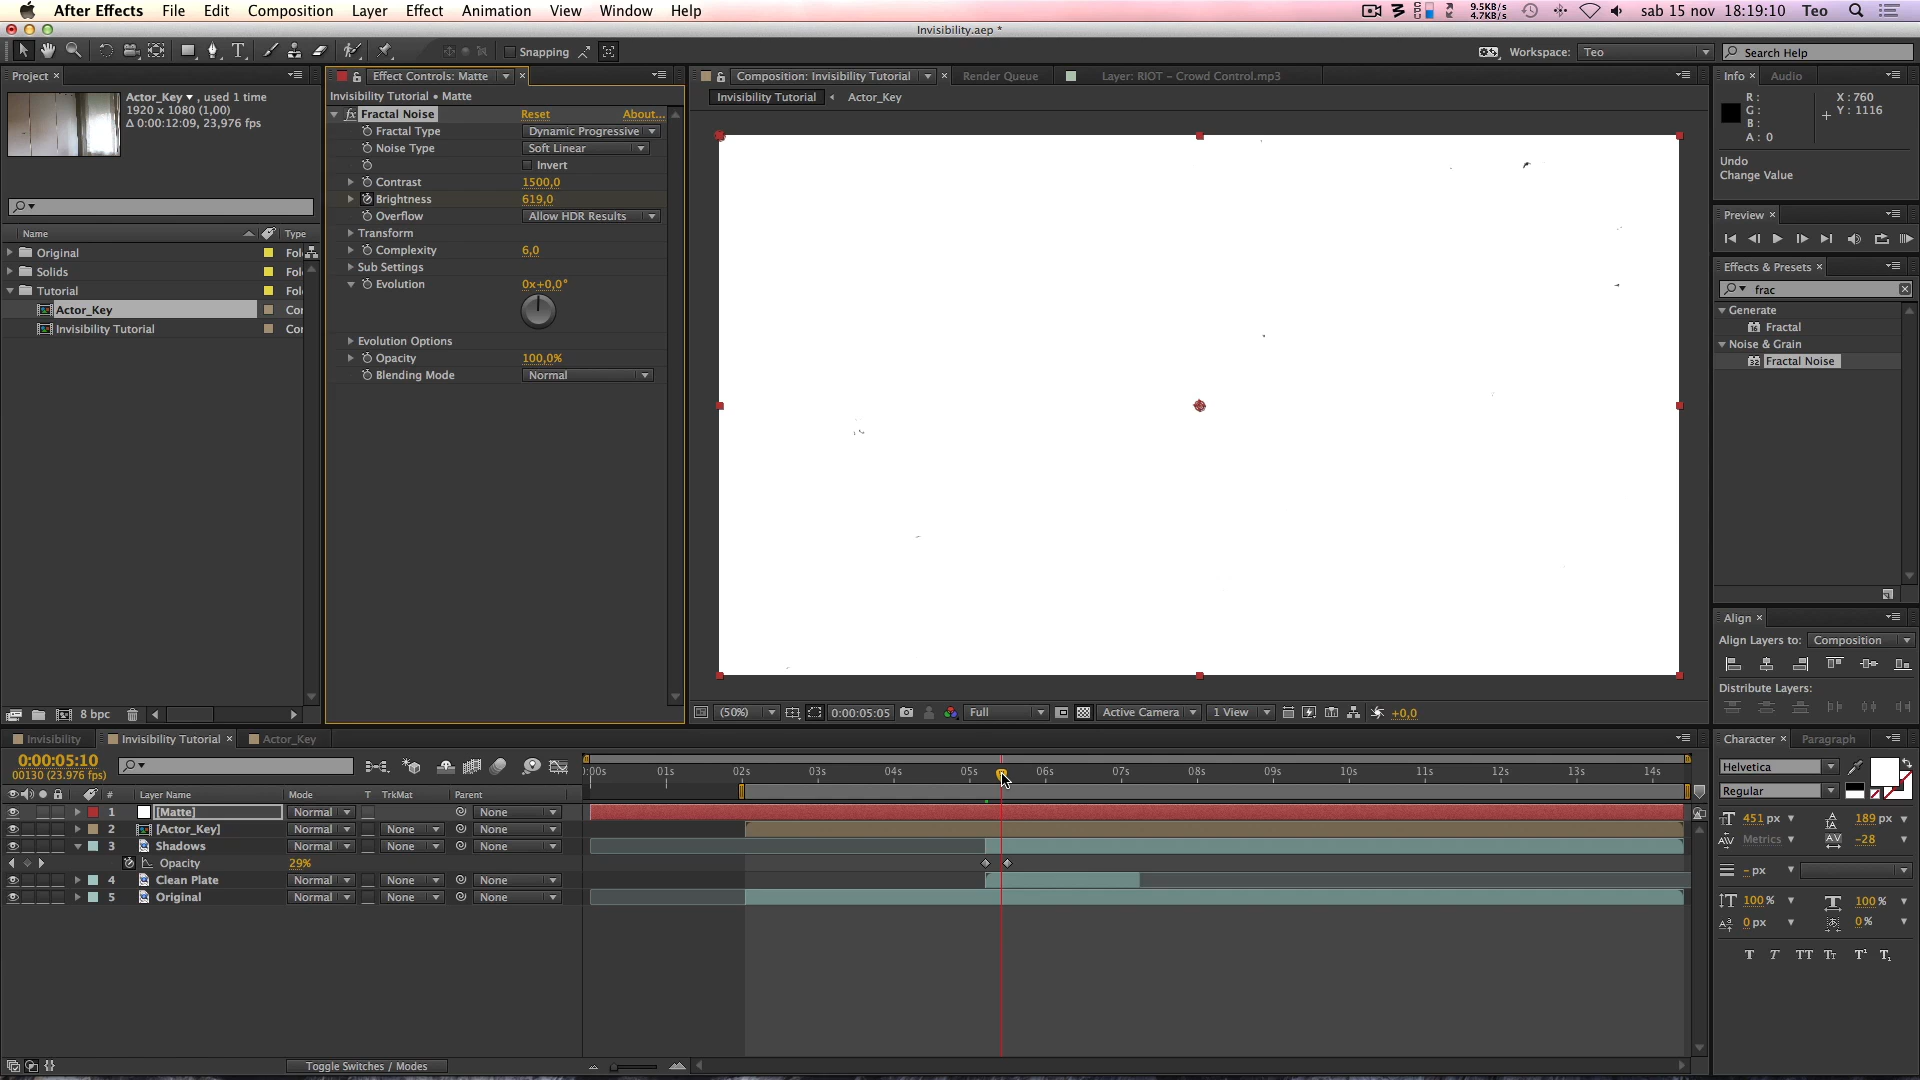 After Effects File Edit Composition Layer Effect Animation View Window Help
9.5KB/s
4.7KB/s
sab 15 nov 18:19:10 Teo
Invisibility.aep *
Snapping
Workspace: Teo
Search Help
Project
Actor_Key, used 1 time
1920 x 1080 (1,00)
Δ 0:00:12:09, 23,976 fps
Name Type
Original Fol
Solids Fol
Tutorial Fol
Actor_Key Cor
Invisibility Tutorial Cor
8 bpc
Effect Controls: Matte
Invisibility Tutorial • Matte
fx Fractal Noise Reset About...
Fractal Type Dynamic Progressive
Noise Type Soft Linear
Invert
Contrast 1500,0
Brightness 619,0
Overflow Allow HDR Results
Transform
Complexity 6,0
Sub Settings
Evolution 0x+0,0°
Evolution Options
Opacity 100,0%
Blending Mode Normal
Composition: Invisibility Tutorial Render Queue Layer: RIOT – Crowd Control.mp3
Invisibility Tutorial Actor_Key
(50%) 0:00:05:05 Full Active Camera 1 View +0,0
Info Audio
R: X: 760
G: Y: 1116
B:
A: 0
Undo
Change Value
Preview
Effects & Presets
frac
Generate
Fractal
Noise & Grain
Fractal Noise
Align
Align Layers to: Composition
Distribute Layers:
Character Paragraph
Helvetica
Regular
451 px 189 px
Metrics -28
- px
100 % 100 %
0 px 0 %
T T TT Tt T¹ T₁
Invisibility Invisibility Tutorial Actor_Key
0:00:05:10
00130 (23.976 fps)
:00s 01s 02s 03s 04s 05s 06s 07s 08s 09s 10s 11s 12s 13s 14s
# Layer Name Mode T TrkMat Parent
1 [Matte] Normal None
2 [Actor_Key] Normal None None
3 Shadows Normal None None
Opacity 29%
4 Clean Plate Normal None None
5 Original Normal None None
Toggle Switches / Modes